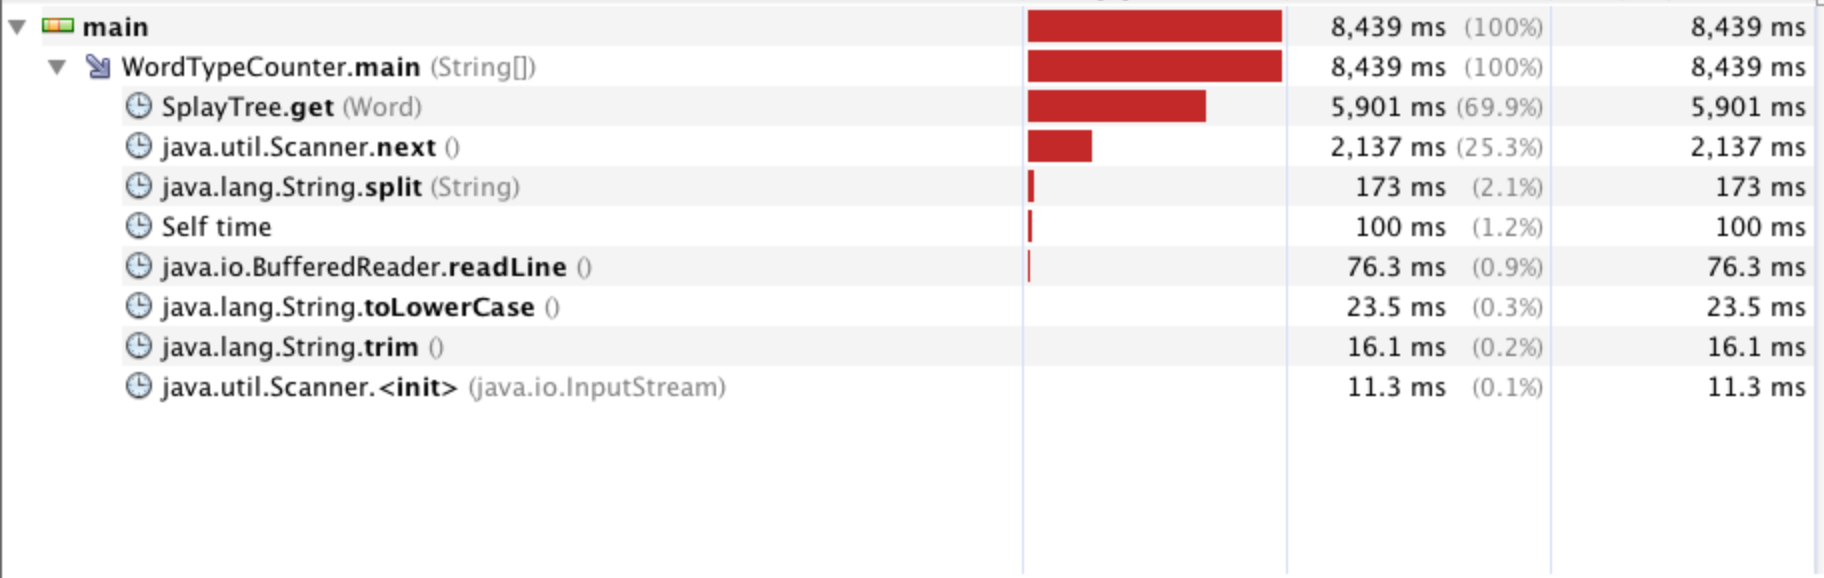 main 8,439 ms (100%) 8,439 ms
WordTypeCounter.main (String[]) 8,439 ms (100%) 8,439 ms
SplayTree.get (Word) 5,901 ms (69.9%) 5,901 ms
java.util.Scanner.next () 2,137 ms (25.3%) 2,137 ms
java.lang.String.split (String) 173 ms (2.1%) 173 ms
Self time 100 ms (1.2%) 100 ms
java.io.BufferedReader.readLine () 76.3 ms (0.9%) 76.3 ms
java.lang.String.toLowerCase () 23.5 ms (0.3%) 23.5 ms
java.lang.String.trim () 16.1 ms (0.2%) 16.1 ms
java.util.Scanner.<init> (java.io.InputStream) 11.3 ms (0.1%) 11.3 ms